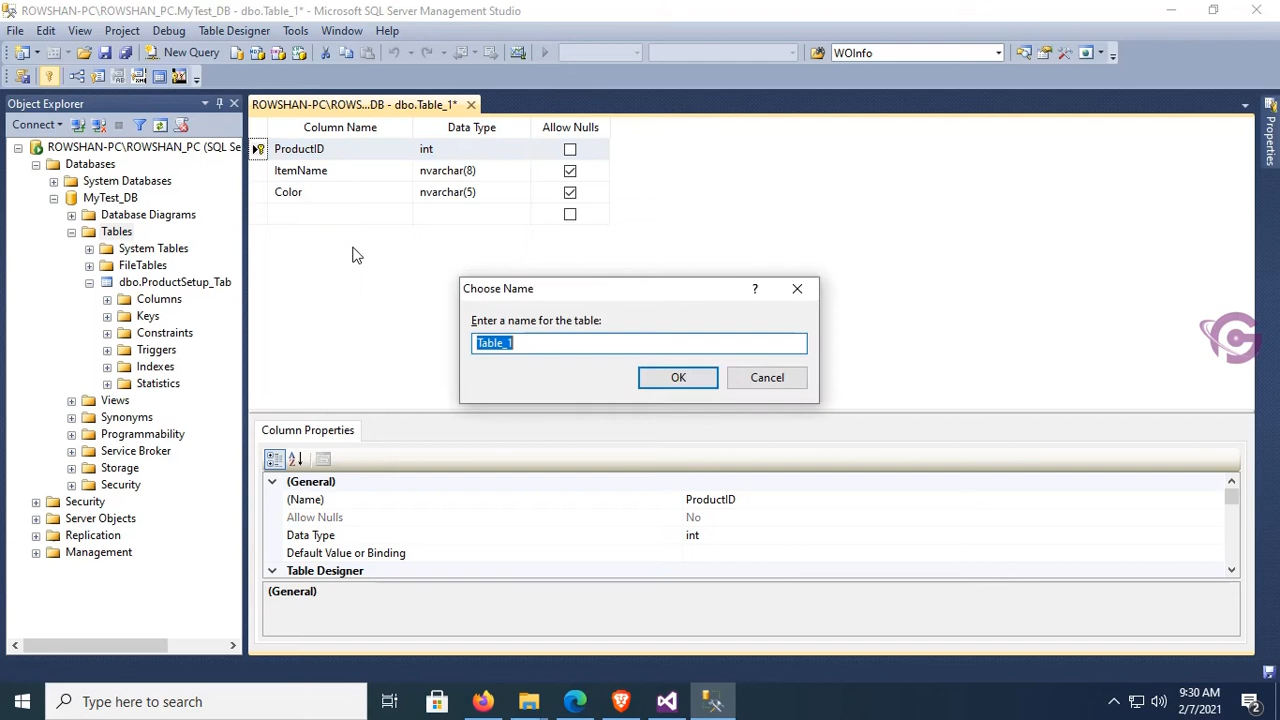 ROWSHAN-PC\ROWSHAN_PC.MyTest_DB - dbo.Table_1* - Microsoft SQL Server Management Studio
File Edit View Project Debug Table Designer Tools Window Help
New Query WOInfo
Object Explorer
Connect
ROWSHAN-PC\ROWSHAN_PC (SQL Se
Databases
System Databases
MyTest_DB
Database Diagrams
Tables
System Tables
FileTables
dbo.ProductSetup_Tab
Columns
Keys
Constraints
Triggers
Indexes
Statistics
Views
Synonyms
Programmability
Service Broker
Storage
Security
Security
Server Objects
Replication
Management
ROWSHAN-PC\ROWS...DB - dbo.Table_1*
Column Name Data Type Allow Nulls
ProductID int
ItemName nvarchar(8)
Color nvarchar(5)
Choose Name ?
Enter a name for the table:
Table_1
OK Cancel
Column Properties
(General)
(Name) ProductID
Allow Nulls No
Data Type int
Default Value or Binding
Table Designer
(General)
Properties
Type here to search
9:30 AM
2/7/2021
2